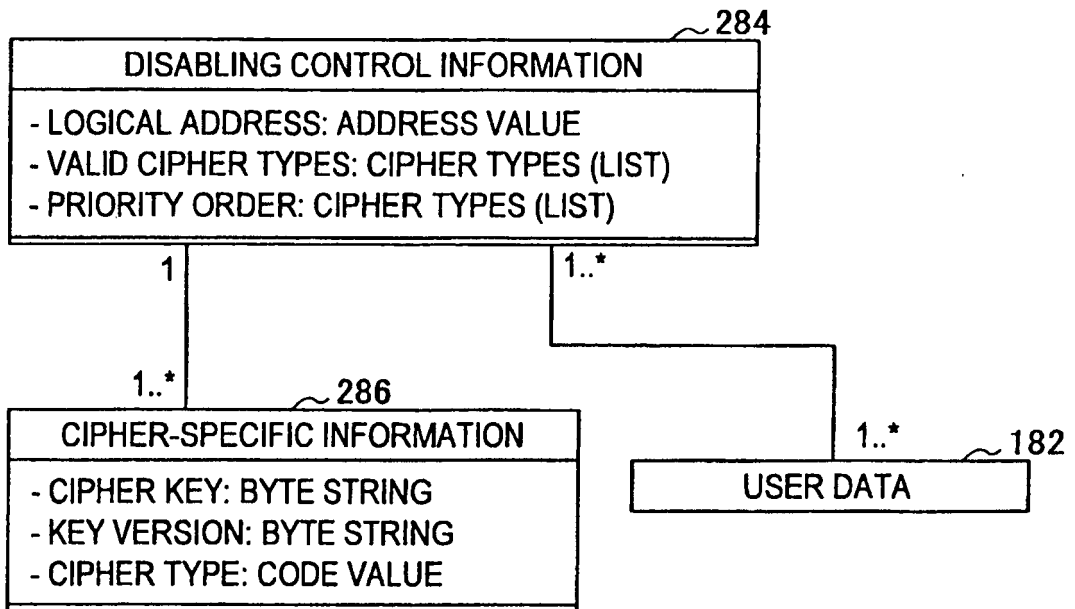 284
DISABLING CONTROL INFORMATION
- LOGICAL ADDRESS: ADDRESS VALUE
- VALID CIPHER TYPES: CIPHER TYPES (LIST)
- PRIORITY ORDER: CIPHER TYPES (LIST)
1
1..*
1..*
286
CIPHER-SPECIFIC INFORMATION
- CIPHER KEY: BYTE STRING
- KEY VERSION: BYTE STRING
- CIPHER TYPE: CODE VALUE
1..*
182
USER DATA